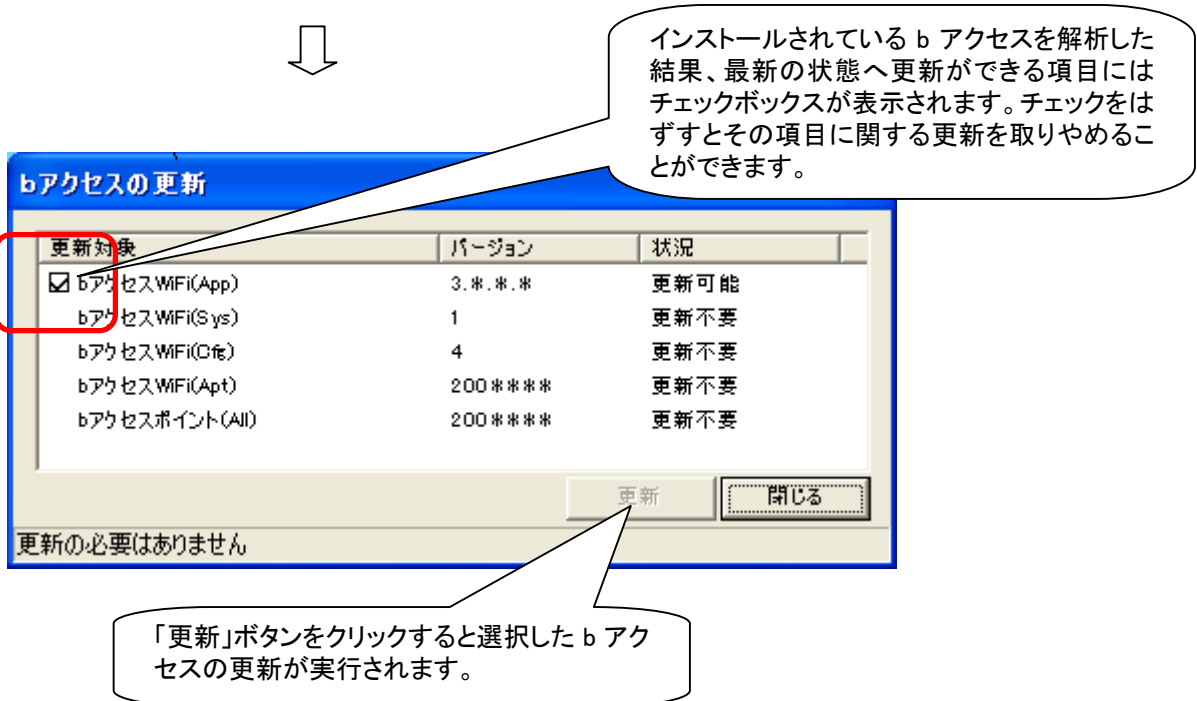 インストールされている b アクセスを解析した
結果、最新の状態へ更新ができる項目には
チェックボックスが表示されます。チェックをは
ずすとその項目に関する更新を取りやめるこ
とができます。
bアクセスの更新
更新対象 バージョン 状況
bアクセスWiFi(App) 3.*.*.* 更新可能
bアクセスWiFi(Sys) 1 更新不要
bアクセスWiFi(Cfg) 4 更新不要
bアクセスWiFi(Apt) 200**** 更新不要
bアクセスポイント(All) 200**** 更新不要
更新 閉じる
更新の必要はありません
「更新」ボタンをクリックすると選択した b アク
セスの更新が実行されます。